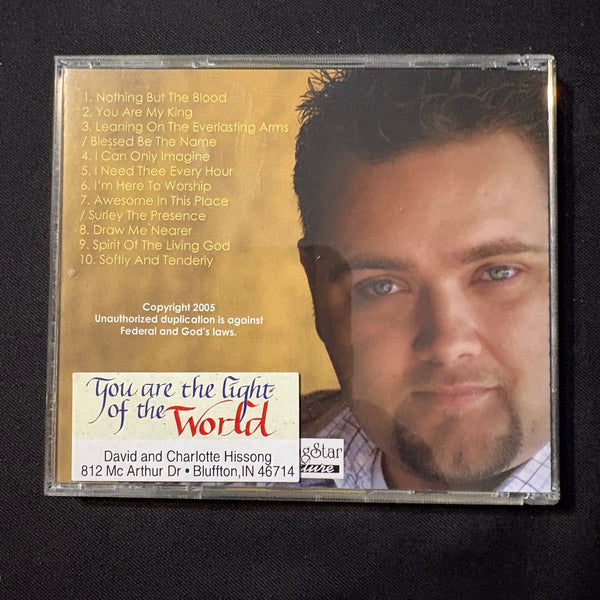 1. Nothing But The Blood
2. You Are My King
3. Leaning On The Everlasting Arms
/ Blessed Be The Name
4. I Can Only Imagine
5. I Need Thee Every Hour
6. I'm Here To Worship
7. Awesome In This Place
/ Surley The Presence
8. Draw Me Nearer
9. Spirit Of The Living God
10. Softly And Tenderly
Copyright 2005
Unauthorized duplication is against
Federal and God's laws.
You are the light
of the World
David and Charlotte Hissong
812 Mc Arthur Dr • Bluffton, IN 46714
gStar